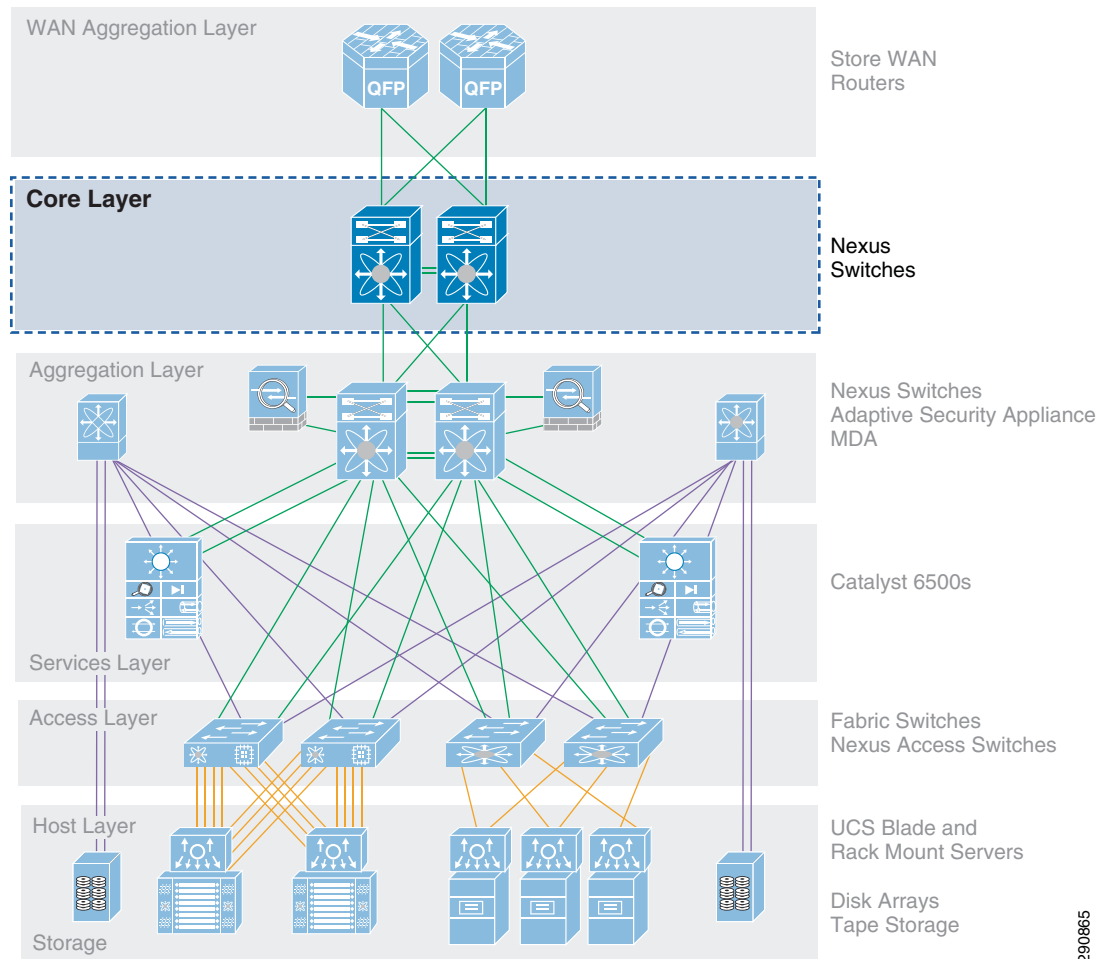 WAN Aggregation Layer
QFP
QFP
Store WAN
Routers
Core Layer
Nexus
Switches
Aggregation Layer
Nexus Switches
Adaptive Security Appliance
MDA
Catalyst 6500s
Services Layer
Access Layer
Fabric Switches
Nexus Access Switches
Host Layer
UCS Blade and
Rack Mount Servers
Disk Arrays
Tape Storage
Storage
290865